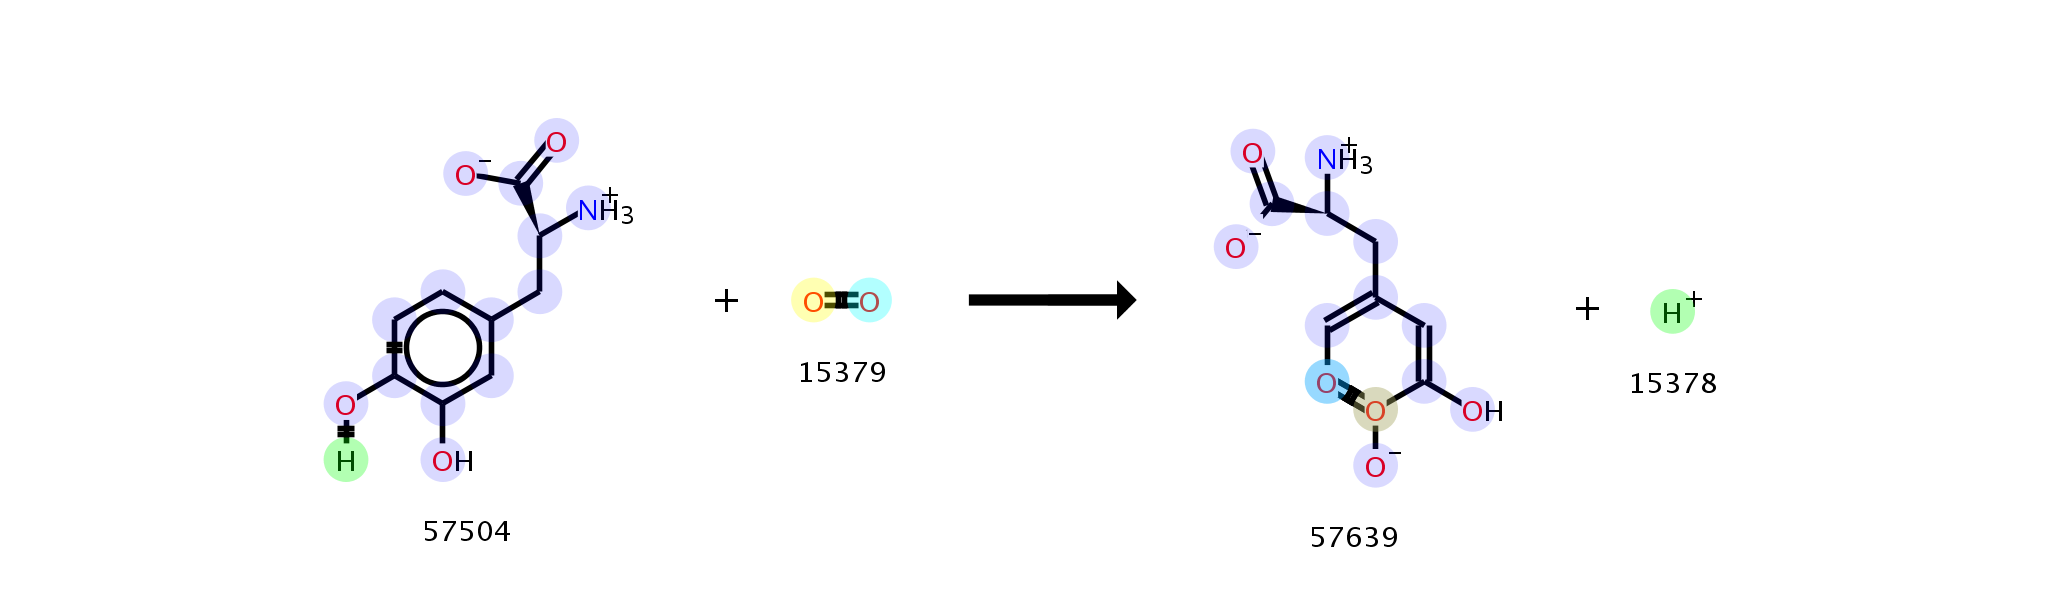 O
O −
NH3 +
O
H
OH
57504
+
O O
15379
O
NH3 +
O −
O
O
OH
O −
57639
+
H +
15378